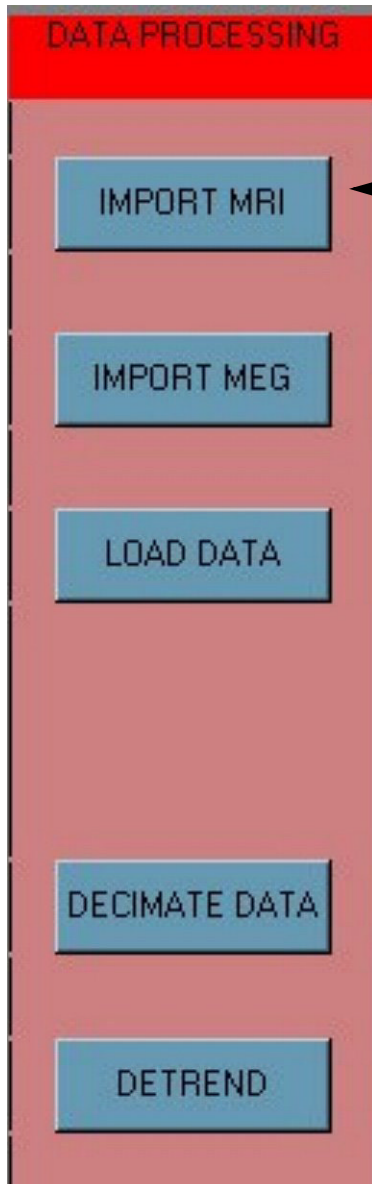 DATA PROCESSING
IMPORT MRI
IMPORT MEG
LOAD DATA
DECIMATE DATA
DETREND